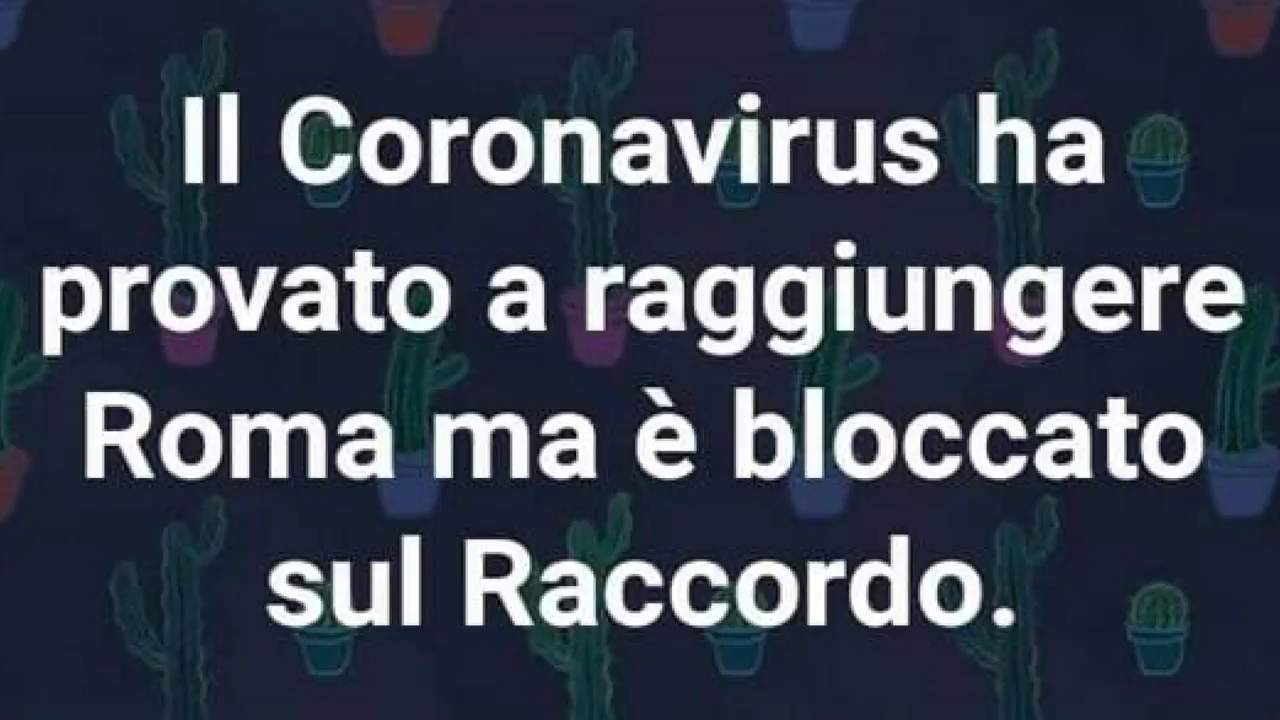 Il Coronavirus ha
provato a raggiungere
Roma ma è bloccato
sul Raccordo.